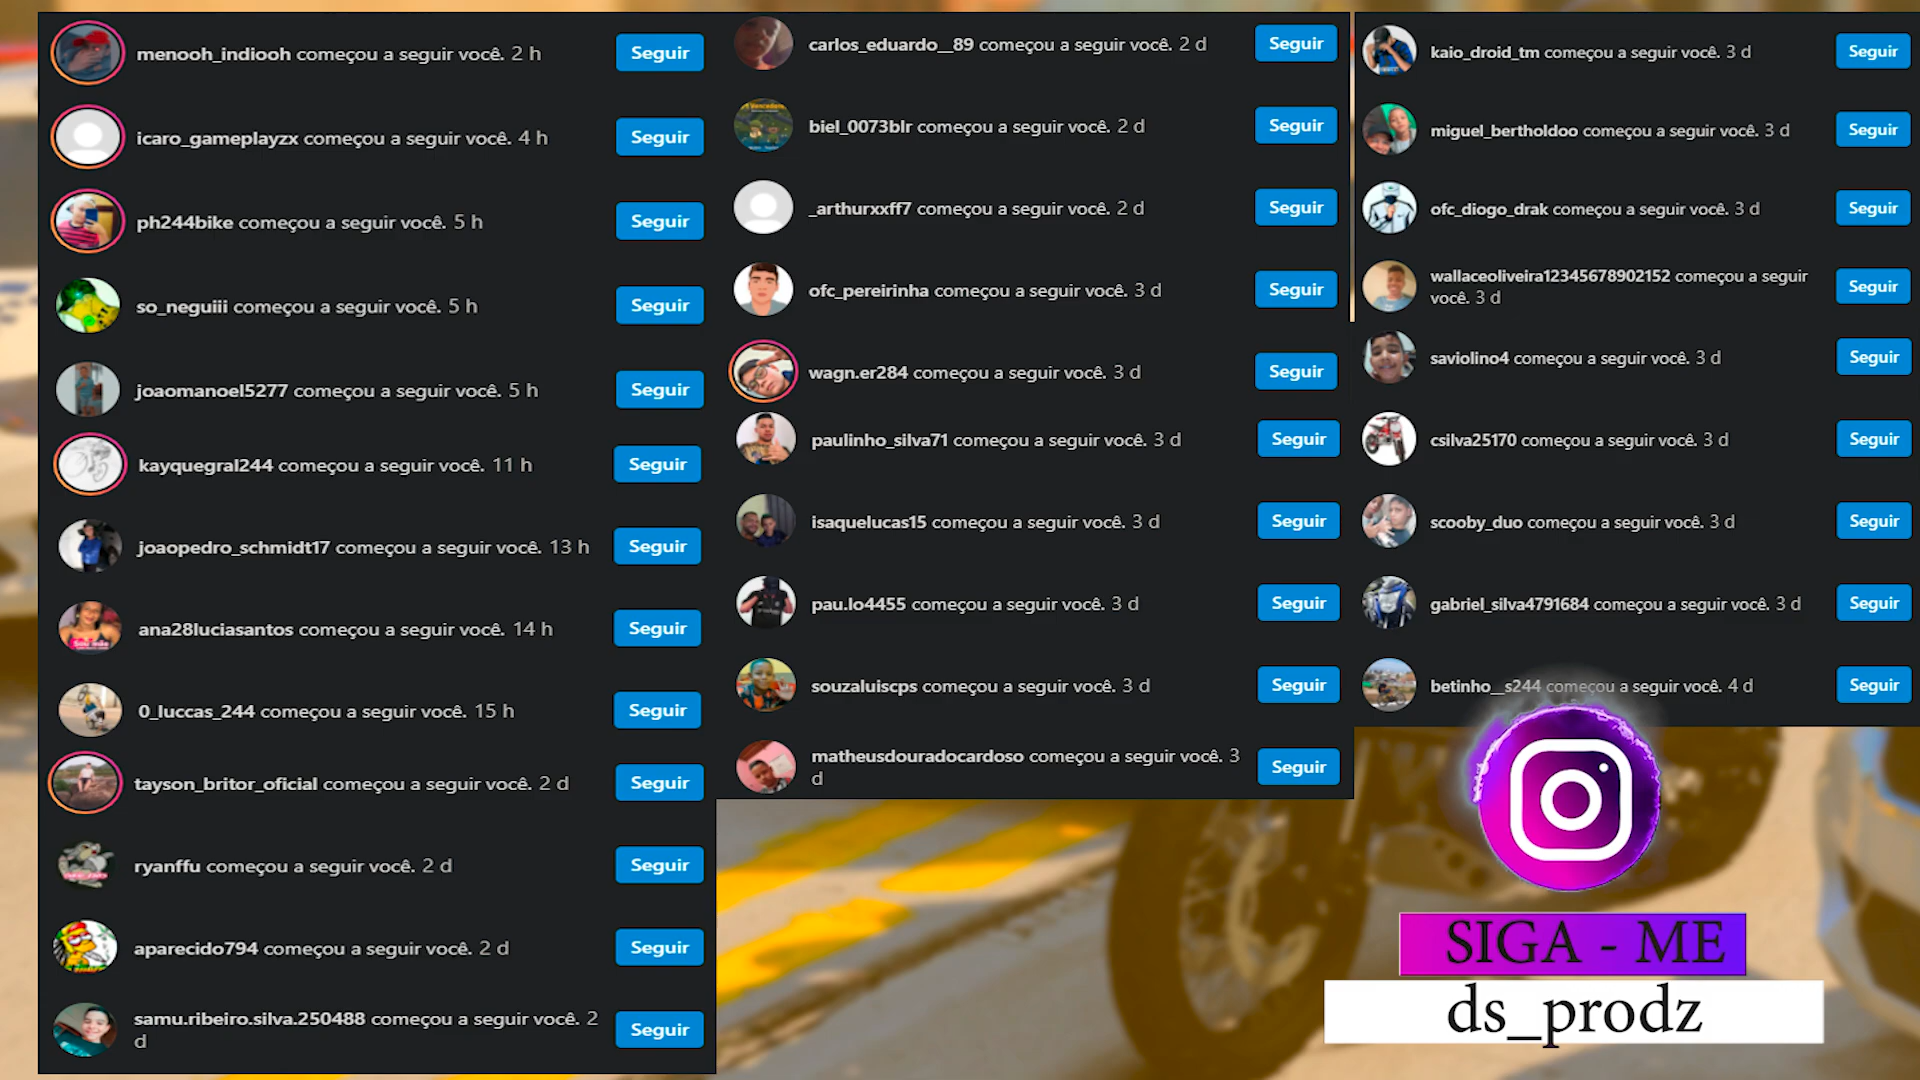 menooh_indiooh começou a seguir você. 2 h
Seguir
icaro_gameplayzx começou a seguir você. 4 h
Seguir
ph244bike começou a seguir você. 5 h
Seguir
so_neguiii começou a seguir você. 5 h
Seguir
joaomanoel5277 começou a seguir você. 5 h
Seguir
kayquegral244 começou a seguir você. 11 h
Seguir
joaopedro_schmidt17 começou a seguir você. 13 h
Seguir
ana28luciasantos começou a seguir você. 14 h
Seguir
0_luccas_244 começou a seguir você. 15 h
Seguir
tayson_britor_oficial começou a seguir você. 2 d
Seguir
ryanffu começou a seguir você. 2 d
Seguir
aparecido794 começou a seguir você. 2 d
Seguir
samu.ribeiro.silva.250488 começou a seguir você. 2
d
Seguir
carlos_eduardo__89 começou a seguir você. 2 d
Seguir
biel_0073blr começou a seguir você. 2 d
Seguir
_arthurxxff7 começou a seguir você. 2 d
Seguir
ofc_pereirinha começou a seguir você. 3 d
Seguir
wagn.er284 começou a seguir você. 3 d
Seguir
paulinho_silva71 começou a seguir você. 3 d
Seguir
isaquelucas15 começou a seguir você. 3 d
Seguir
pau.lo4455 começou a seguir você. 3 d
Seguir
souzaluiscps começou a seguir você. 3 d
Seguir
matheusdouradocardoso começou a seguir você. 3
d
Seguir
kaio_droid_tm começou a seguir você. 3 d
Seguir
miguel_bertholdoo começou a seguir você. 3 d
Seguir
ofc_diogo_drak começou a seguir você. 3 d
Seguir
wallaceoliveira12345678902152 começou a seguir
você. 3 d
Seguir
saviolino4 começou a seguir você. 3 d
Seguir
csilva25170 começou a seguir você. 3 d
Seguir
scooby_duo começou a seguir você. 3 d
Seguir
gabriel_silva4791684 começou a seguir você. 3 d
Seguir
betinho__s244 começou a seguir você. 4 d
Seguir
SIGA - ME
ds_prodz